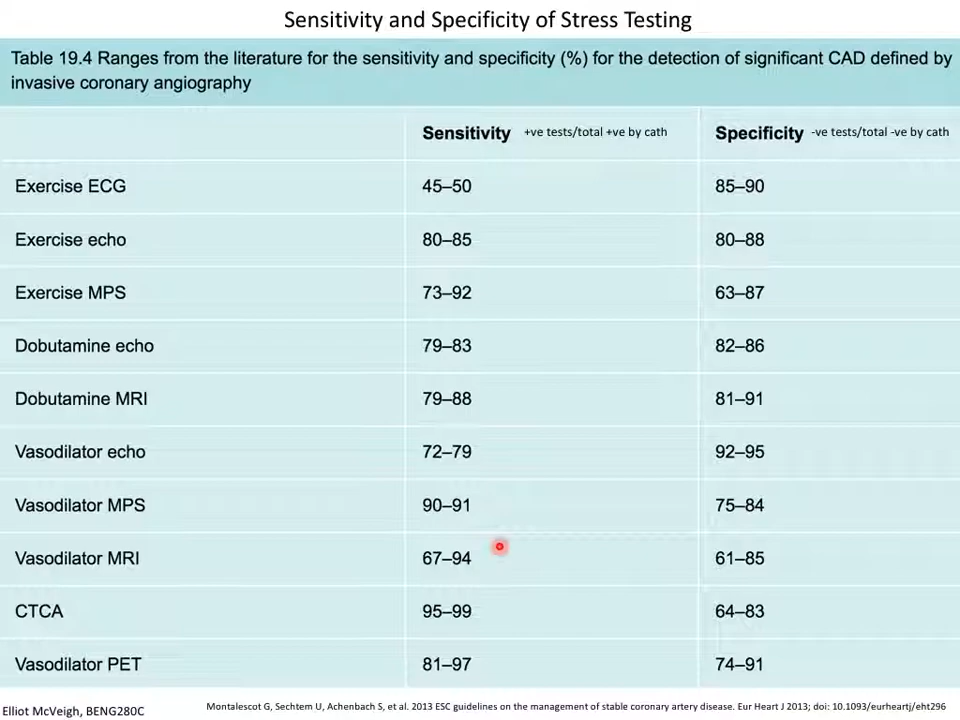 Sensitivity and Specificity of Stress Testing
Table 19.4 Ranges from the literature for the sensitivity and specificity (%) for the detection of significant CAD defined by
invasive coronary angiography
Sensitivity +ve tests/total +ve by cath Specificity -ve tests/total -ve by cath
Exercise ECG 45–50 85–90
Exercise echo 80–85 80–88
Exercise MPS 73–92 63–87
Dobutamine echo 79–83 82–86
Dobutamine MRI 79–88 81–91
Vasodilator echo 72–79 92–95
Vasodilator MPS 90–91 75–84
Vasodilator MRI 67–94 61–85
CTCA 95–99 64–83
Vasodilator PET 81–97 74–91
Elliot McVeigh, BENG280C Montalescot G, Sechtem U, Achenbach S, et al. 2013 ESC guidelines on the management of stable coronary artery disease. Eur Heart J 2013; doi: 10.1093/eurheartj/eht296